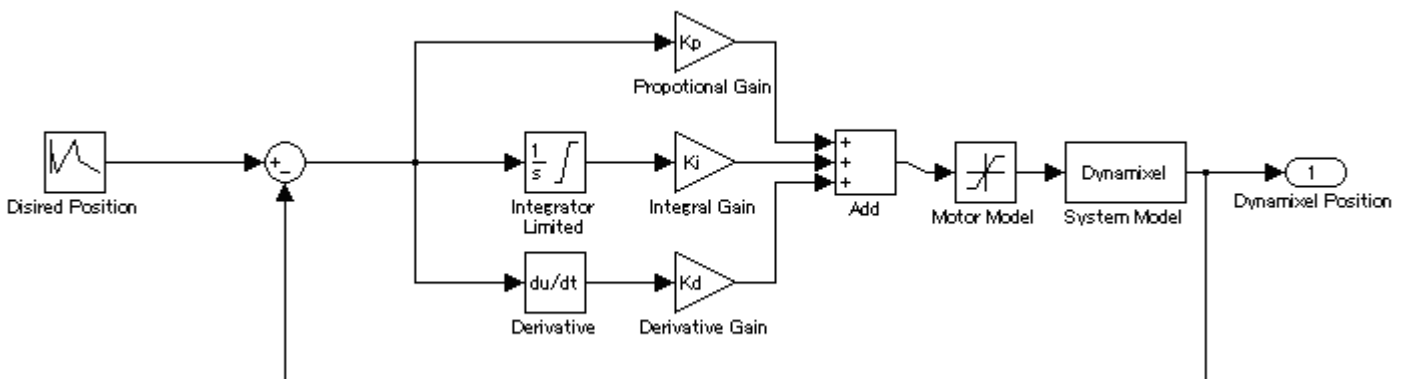 Kp
Propotional Gain
+
-
Disired Position
1
s
Integrator
Limited
Ki
Integral Gain
+
+
+
Add
Motor Model
Dynamixel
System Model
1
Dynamixel Position
du/dt
Derivative
Kd
Derivative Gain